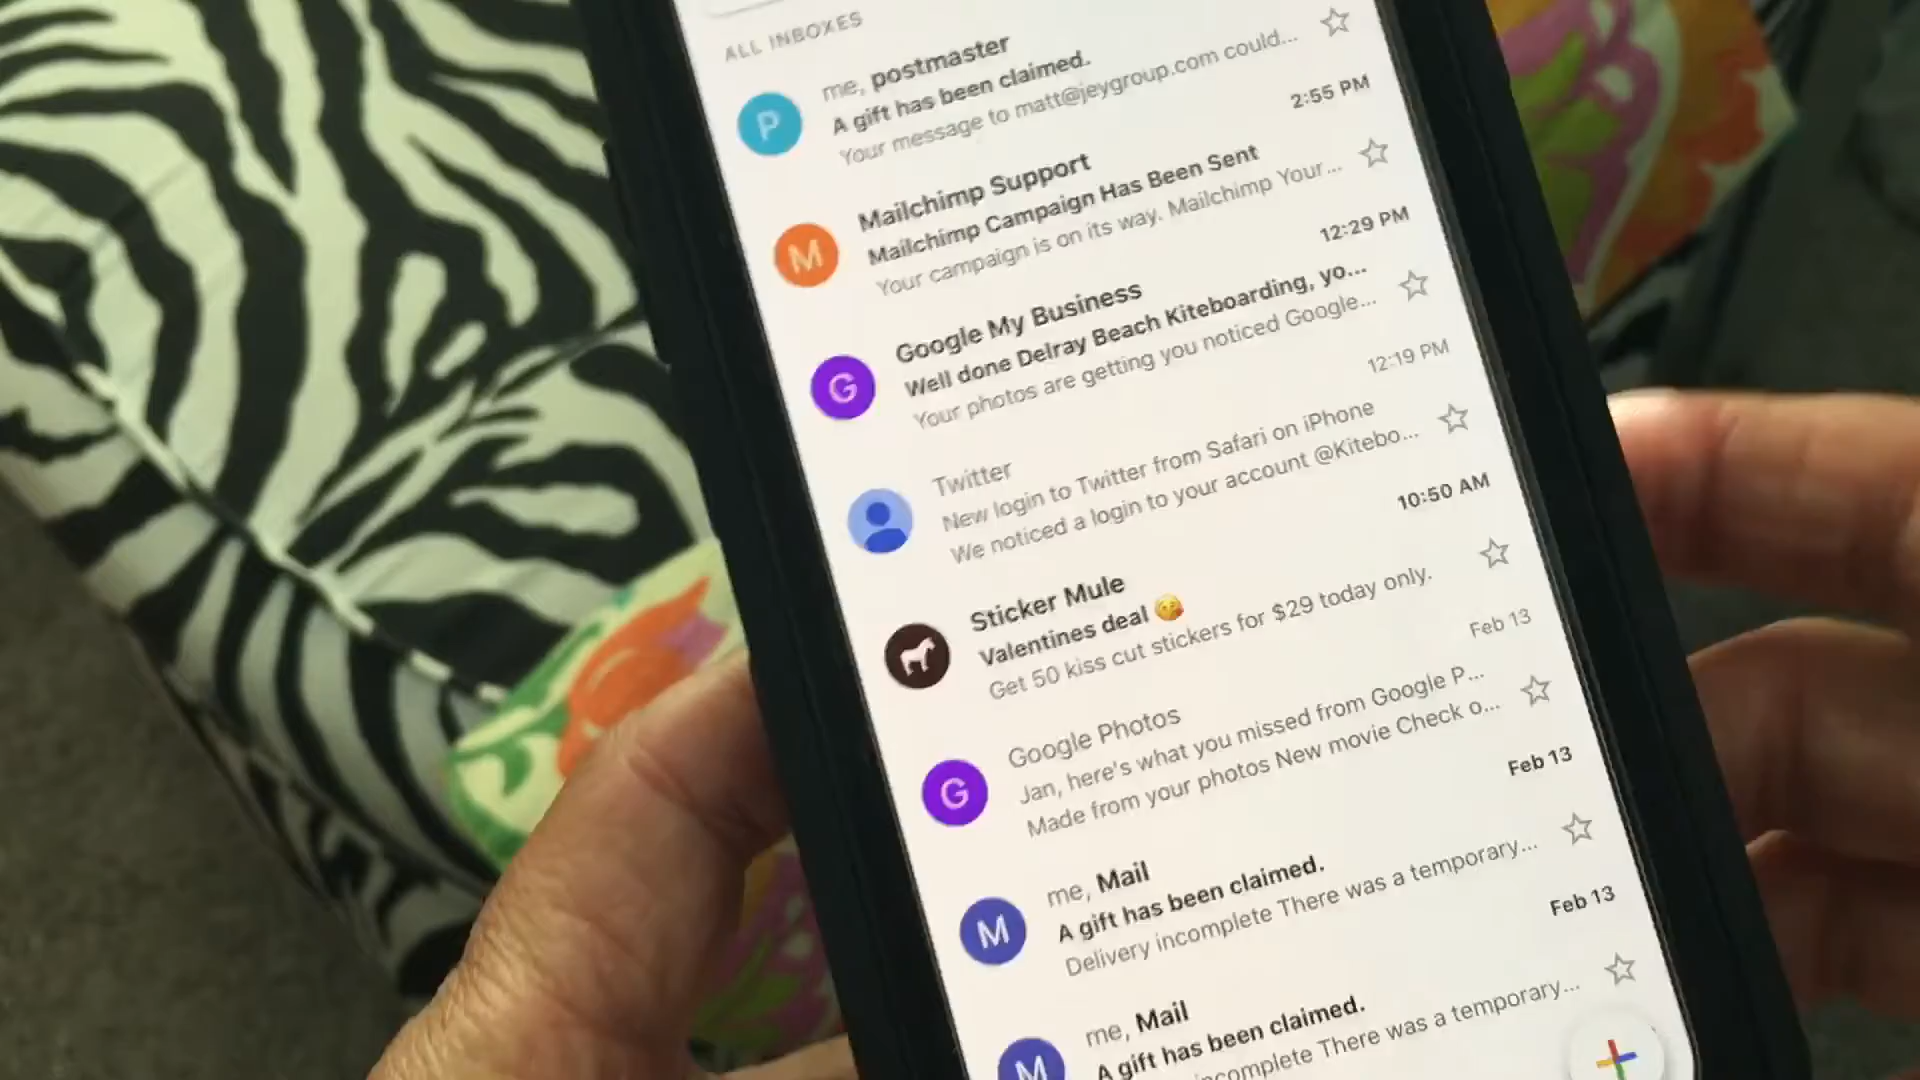 ALL INBOXES
me, postmaster
A gift has been claimed.
Your message to matt@jeygroup.com could...
P
2:55 PM
Mailchimp Support
Mailchimp Campaign Has Been Sent
Your campaign is on its way. Mailchimp Your...
M
12:29 PM
Google My Business
Well done Delray Beach Kiteboarding, yo...
Your photos are getting you noticed Google...
G
12:19 PM
Twitter
New login to Twitter from Safari on iPhone
We noticed a login to your account @Kitebo...
10:50 AM
Sticker Mule
Valentines deal 😘
Get 50 kiss cut stickers for $29 today only.
Feb 13
Google Photos
Jan, here's what you missed from Google P...
Made from your photos New movie Check o...
G
Feb 13
me, Mail
A gift has been claimed.
Delivery incomplete There was a temporary...
M
Feb 13
me, Mail
A gift has been claimed.
complete There was a temporary...
M